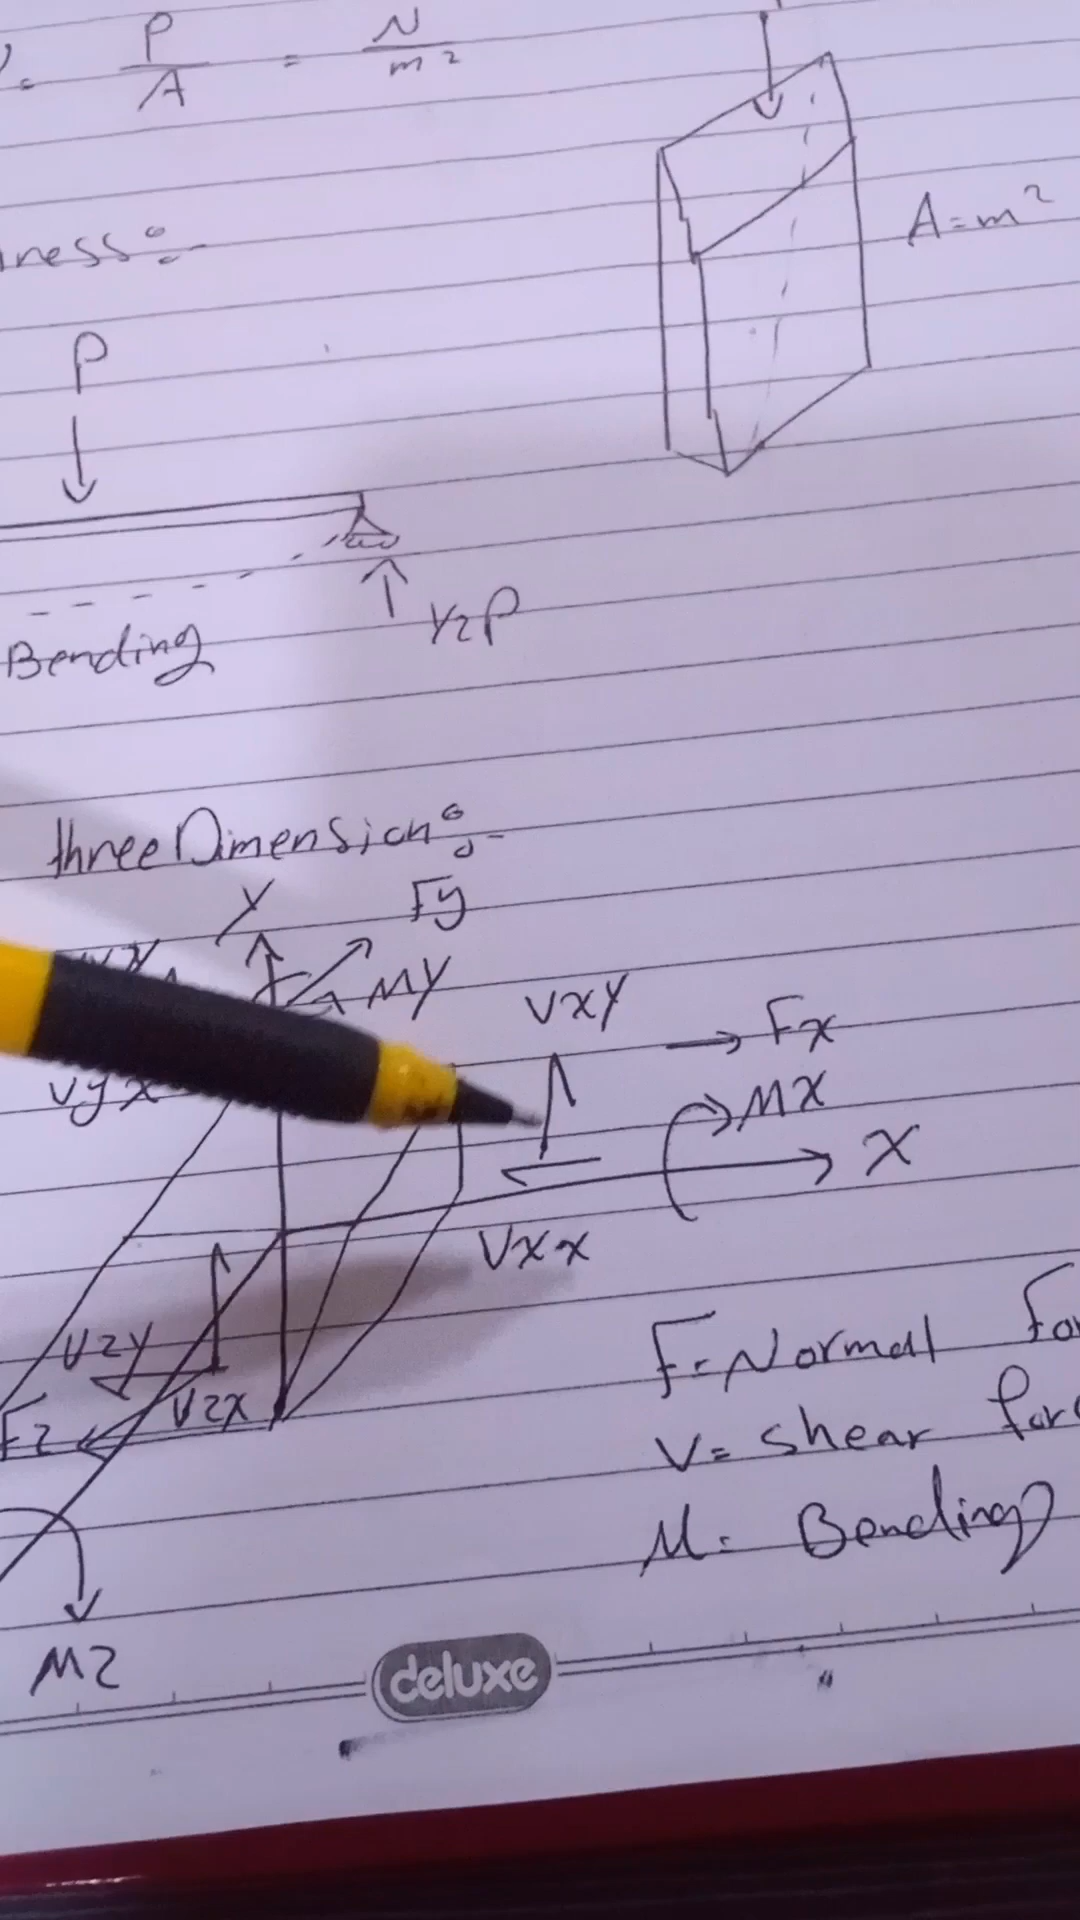 P/A = N/m²
A=m²
P
½P
Bending
three Dimension:-
Y
Fy
MY
VXY
Fx
MX
VyX
X
VXx
VZY
VZX
FZ
F=Normal
V= shear
M= Bending
MZ
deluxe